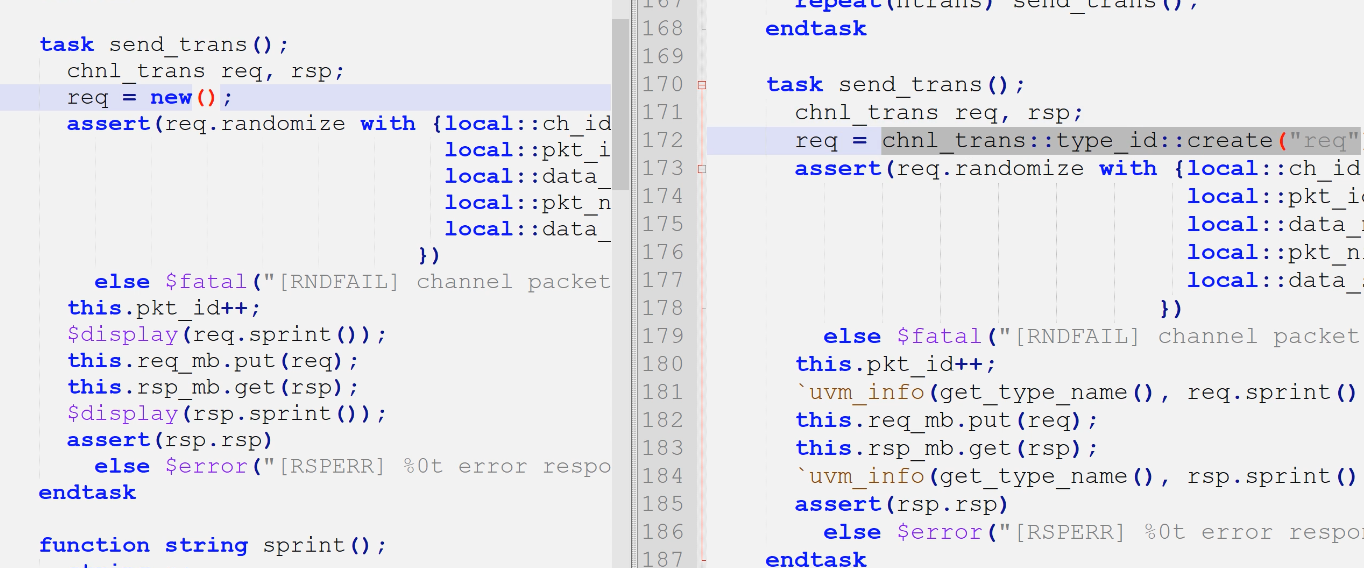 task send_trans();
chnl_trans req, rsp;
req = new();
assert(req.randomize with {local::ch_id
local::pkt_i
local::data_
local::pkt_n
local::data_
})
else $fatal("[RNDFAIL] channel packet
this.pkt_id++;
$display(req.sprint());
this.req_mb.put(req);
this.rsp_mb.get(rsp);
$display(rsp.sprint());
assert(rsp.rsp)
else $error("[RSPERR] %0t error respo
endtask
function string sprint();
167 repeat(ntrans) send_trans();
168 endtask
169
170 task send_trans();
171 chnl_trans req, rsp;
172 req = chnl_trans::type_id::create("req"
173 assert(req.randomize with {local::ch_id
174 local::pkt_i
175 local::data_
176 local::pkt_n
177 local::data_
178 })
179 else $fatal("[RNDFAIL] channel packet
180 this.pkt_id++;
181 `uvm_info(get_type_name(), req.sprint()
182 this.req_mb.put(req);
183 this.rsp_mb.get(rsp);
184 `uvm_info(get_type_name(), rsp.sprint()
185 assert(rsp.rsp)
186 else $error("[RSPERR] %0t error respo
187 endtask